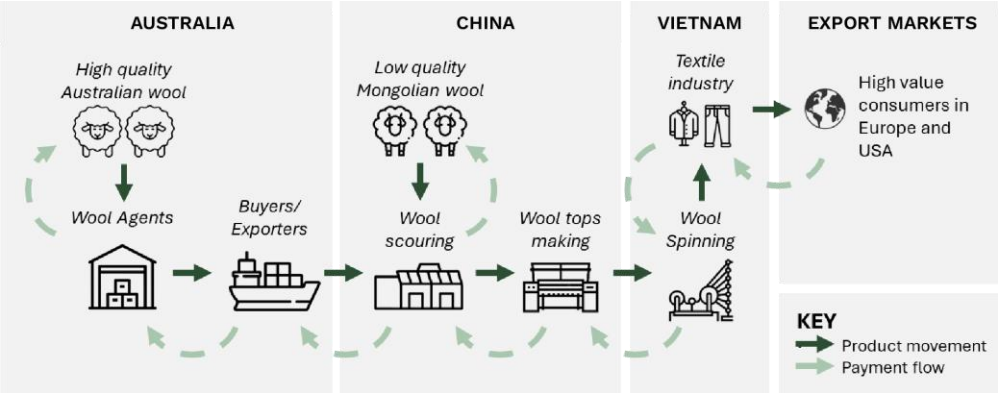 AUSTRALIA
High quality
Australian wool
Wool Agents
Buyers/
Exporters
CHINA
Low quality
Mongolian wool
Wool
scouring
Wool tops
making
VIETNAM
Textile
industry
Wool
Spinning
EXPORT MARKETS
High value
consumers in
Europe and
USA
KEY
Product movement
Payment flow